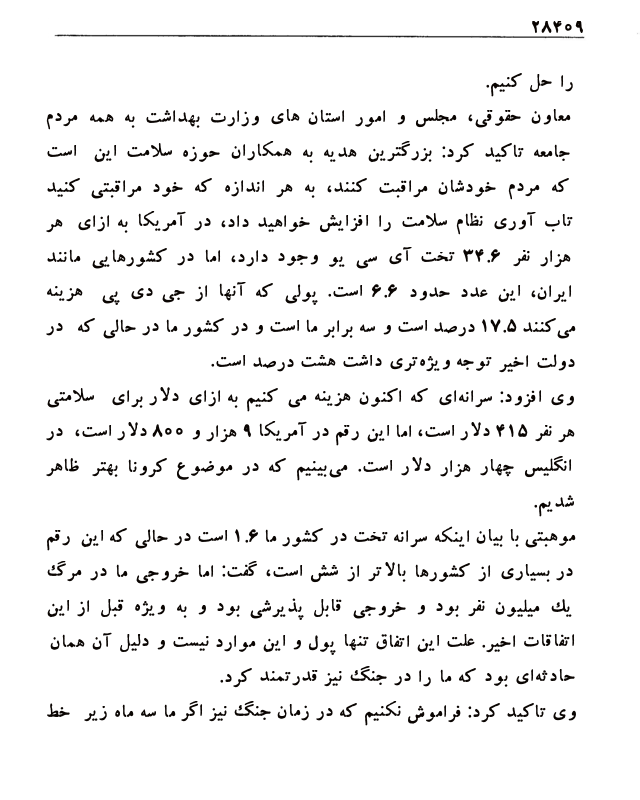 ۲۸۴۰۹
را حل کنیم.
معاون حقوقی، مجلس و امور استان های وزارت بهداشت به همه مردم
جامعه تاکید کرد: بزرگترین هدیه به همکاران حوزه سلامت این است
که مردم خودشان مراقبت کنند، به هر اندازه که خود مراقبتی کنید
تاب آوری نظام سلامت را افزایش خواهید داد، در آمریکا به ازای هر
هزار نفر ۳۴.۶ تخت آی سی یو وجود دارد، اما در کشورهایی مانند
ایران، این عدد حدود ۶.۶ است. پولی که آنها از جی دی پی هزینه
می‌کنند ۱۷.۵ درصد است و سه برابر ما است و در کشور ما در حالی که در
دولت اخیر توجه ویژه‌تری داشت هشت درصد است.
وی افزود: سرانه‌ای که اکنون هزینه می کنیم به ازای دلار برای سلامتی
هر نفر ۴۱۵ دلار است، اما این رقم در آمریکا ۹ هزار و ۸۰۰ دلار است، در
انگلیس چهار هزار دلار است. می‌بینیم که در موضوع کرونا بهتر ظاهر
شدیم.
موهبتی با بیان اینکه سرانه تخت در کشور ما ۱.۶ است در حالی که این رقم
در بسیاری از کشورها بالاتر از شش است، گفت: اما خروجی ما در مرگ
یک میلیون نفر بود و خروجی قابل پذیرشی بود و به ویژه قبل از این
اتفاقات اخیر. علت این اتفاق تنها پول و این موارد نیست و دلیل آن همان
حادثه‌ای بود که ما را در جنگ نیز قدرتمند کرد.
وی تاکید کرد: فراموش نکنیم که در زمان جنگ نیز اگر ما سه ماه زیر خط